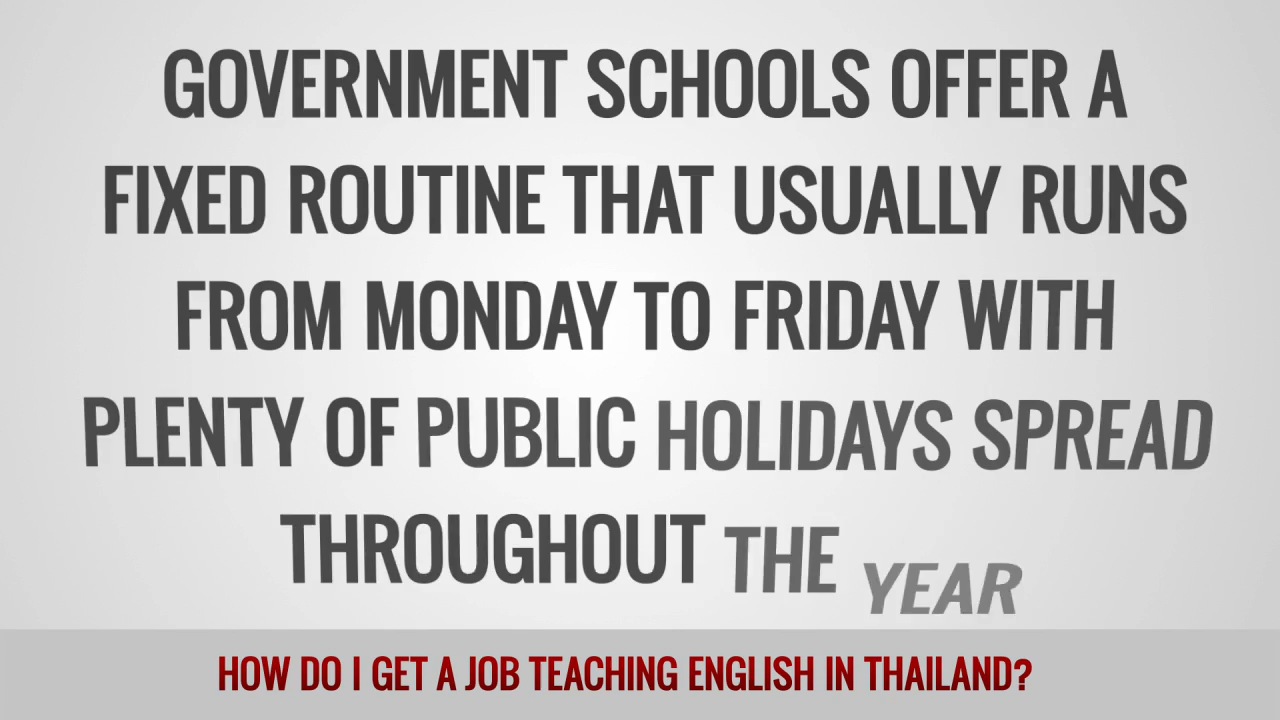 GOVERNMENT SCHOOLS OFFER A
FIXED ROUTINE THAT USUALLY RUNS
FROM MONDAY TO FRIDAY WITH
PLENTY OF PUBLIC HOLIDAYS SPREAD
THROUGHOUT THE YEAR
HOW DO I GET A JOB TEACHING ENGLISH IN THAILAND?